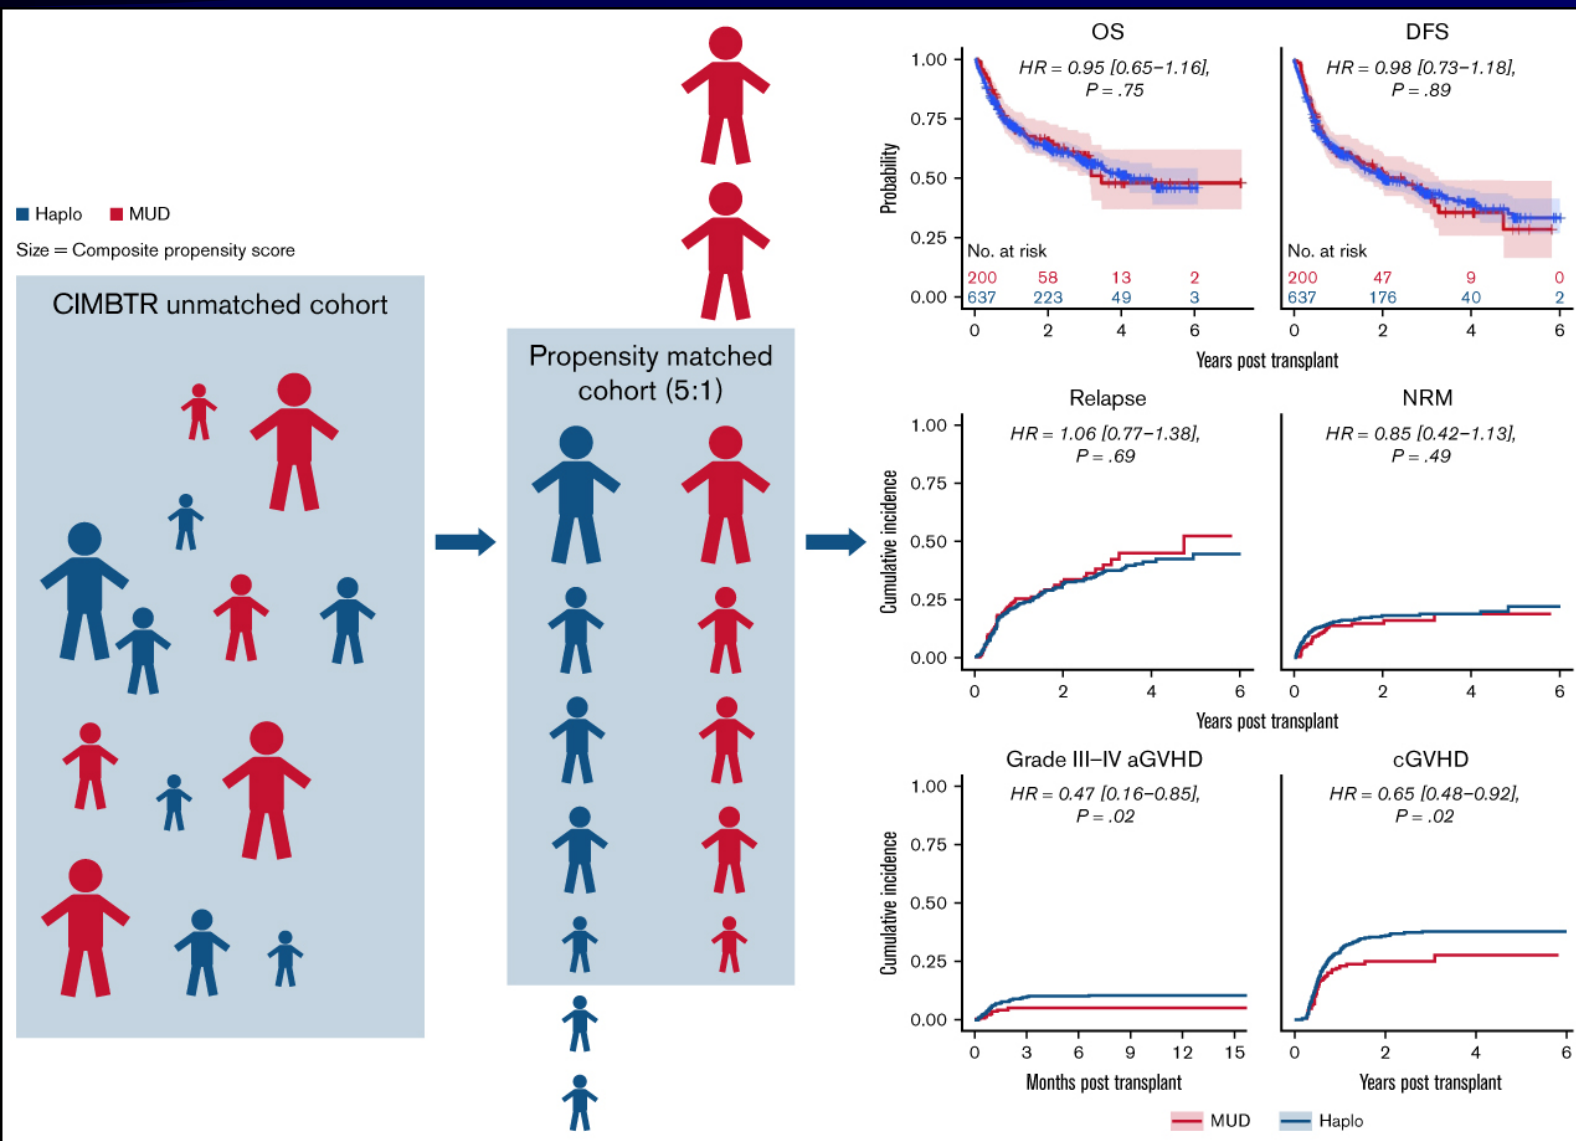 Haplo MUD
Size = Composite propensity score
CIMBTR unmatched cohort
Propensity matched
cohort (5:1)
OS
HR = 0.95 [0.65–1.16],
P = .75
Probability
1.00
0.75
0.50
0.25
0.00
No. at risk
200 58 13 2
637 223 49 3
0 2 4 6
DFS
HR = 0.98 [0.73–1.18],
P = .89
No. at risk
200 47 9 0
637 176 40 2
0 2 4 6
Years post transplant
Relapse
HR = 1.06 [0.77–1.38],
P = .69
Cumulative incidence
1.00
0.75
0.50
0.25
0.00
0 2 4 6
NRM
HR = 0.85 [0.42–1.13],
P = .49
0 2 4 6
Years post transplant
Grade III–IV aGVHD
HR = 0.47 [0.16–0.85],
P = .02
Cumulative incidence
1.00
0.75
0.50
0.25
0.00
0 3 6 9 12 15
Months post transplant
cGVHD
HR = 0.65 [0.48–0.92],
P = .02
0 2 4 6
Years post transplant
MUD Haplo